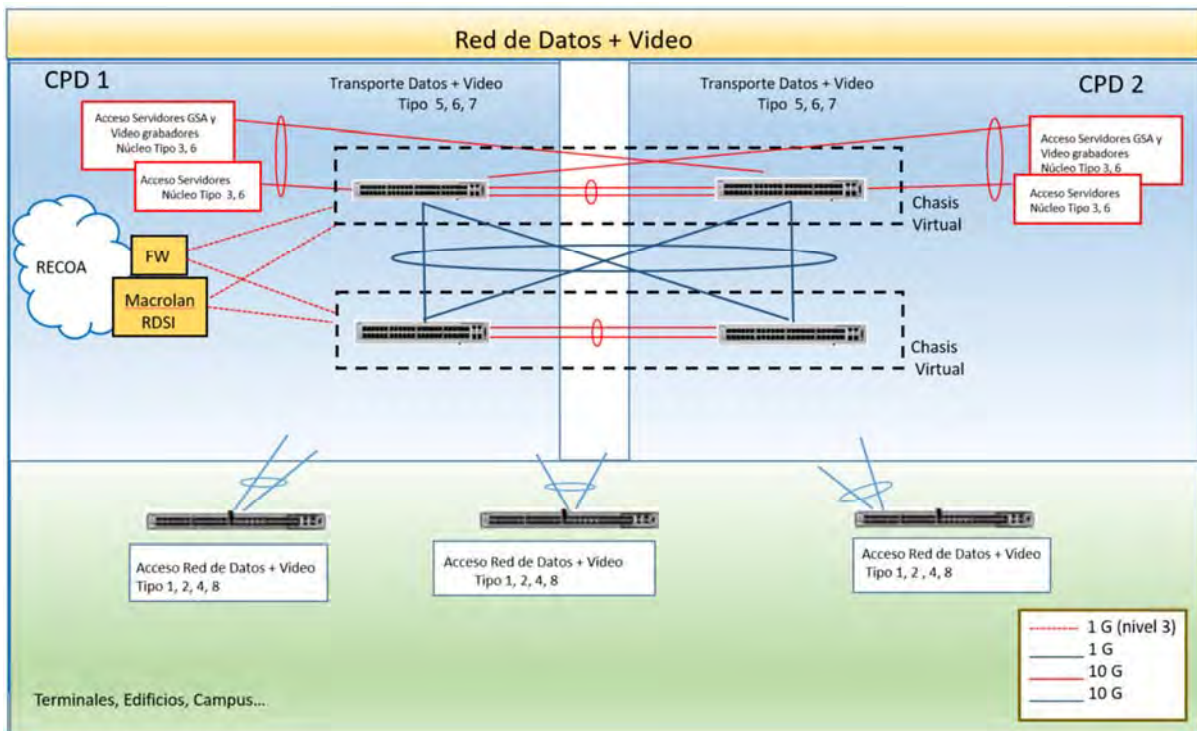 Red de Datos + Video
CPD 1
Transporte Datos + Video
Tipo 5, 6, 7
Transporte Datos + Video
Tipo 5, 6, 7
CPD 2
Acceso Servidores GSA y
Video grabadores
Núcleo Tipo 3, 6
Acceso Servidores
Núcleo Tipo 3, 6
Acceso Servidores GSA y
Video grabadores
Núcleo Tipo 3, 6
Acceso Servidores
Núcleo Tipo 3, 6
Chasis
Virtual
RECOA
FW
Macrolan
RDSI
Chasis
Virtual
Acceso Red de Datos + Video
Tipo 1, 2, 4, 8
Acceso Red de Datos + Video
Tipo 1, 2, 4, 8
Acceso Red de Datos + Video
Tipo 1, 2 , 4, 8
1 G (nivel 3)
1 G
10 G
10 G
Terminales, Edificios, Campus...